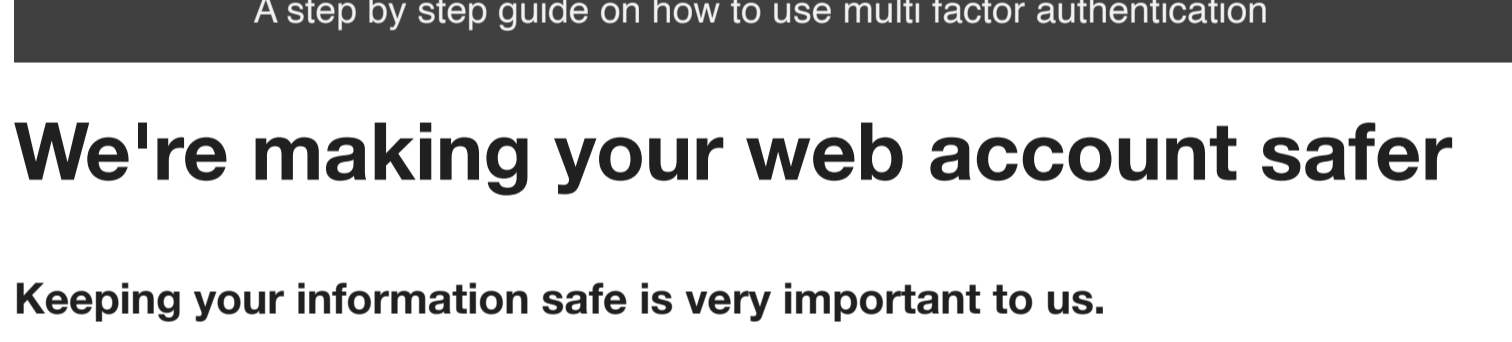 A step by step guide on how to use multi factor authentication
We're making your web account safer
Keeping your information safe is very important to us.